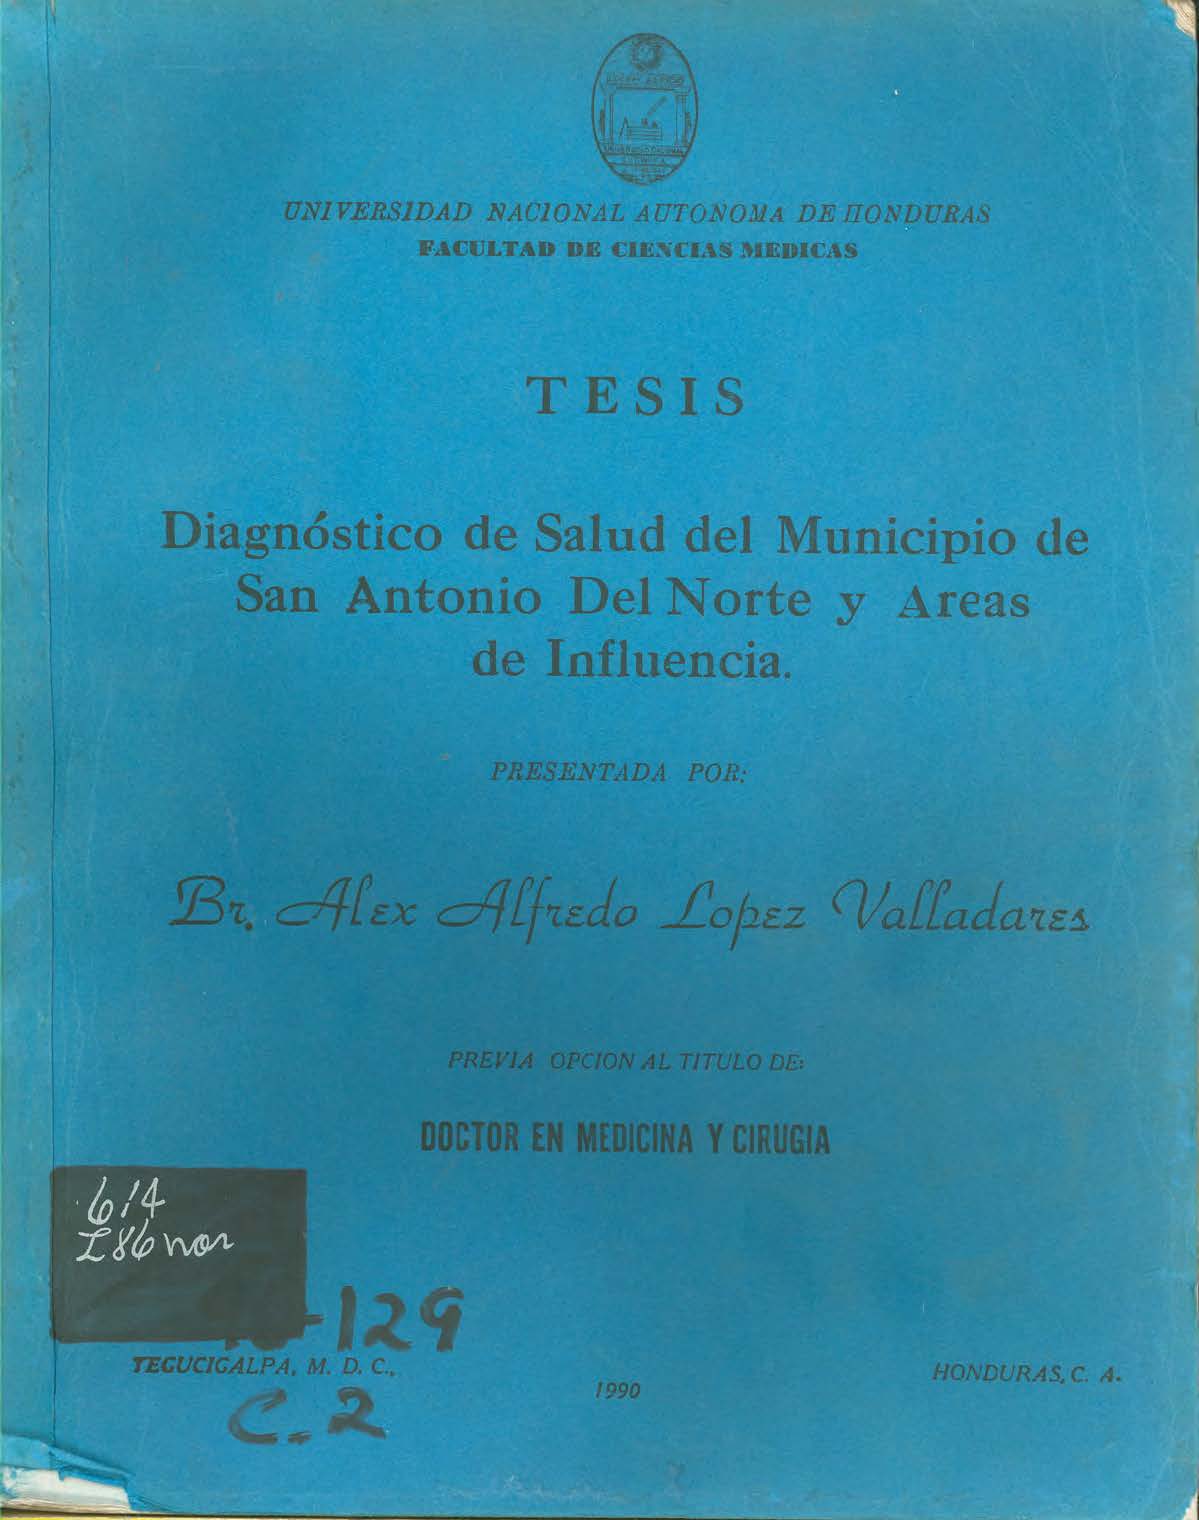 UNIVERSIDAD NACIONAL AUTONOMA DE HONDURAS
FACULTAD DE CIENCIAS MEDICAS
TESIS
Diagnóstico de Salud del Municipio de
San Antonio Del Norte y Areas
de Influencia.
PRESENTADA POR:
Br. Alex Alfredo Lopez Valladares
PREVIA OPCION AL TITULO DE:
DOCTOR EN MEDICINA Y CIRUGIA
614
L86nor
-129
TEGUCIGALPA, M. D. C.,
HONDURAS, C. A.
1990
C.2